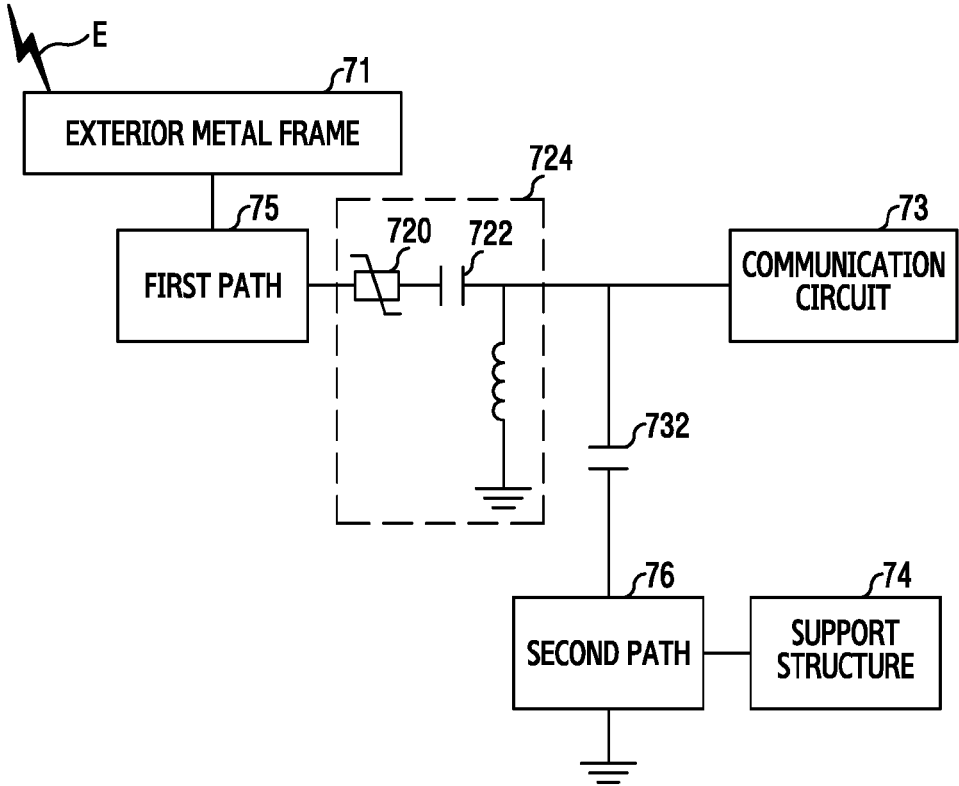 E
71
EXTERIOR METAL FRAME
724
75
720
722
73
FIRST PATH
COMMUNICATION
CIRCUIT
732
76
74
SECOND PATH
SUPPORT
STRUCTURE